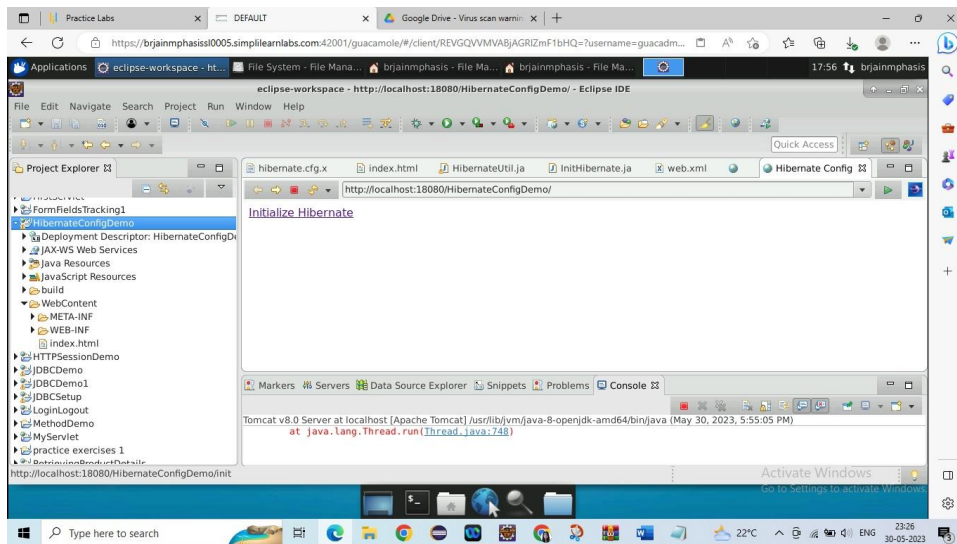 Practice Labs
DEFAULT
Google Drive - Virus scan warnin
https://brjainmphasissl0005.simplilearnlabs.com:42001/guacamole/#/client/REVGQVVMVABjAGRIZmF1bHQ=?username=guacadm...
Applications eclipse-workspace - ht... File System - File Mana... brjainmphasis - File Ma... brjainmphasis - File Ma... 17:56 brjainmphasis
eclipse-workspace - http://localhost:18080/HibernateConfigDemo/ - Eclipse IDE
File Edit Navigate Search Project Run Window Help
Quick Access
Project Explorer
hibernate.cfg.x index.html HibernateUtil.ja InitHibernate.ja web.xml Hibernate Config
http://localhost:18080/HibernateConfigDemo/
Initialize Hibernate
FormFieldsTracking1
HibernateConfigDemo
Deployment Descriptor: HibernateConfigDe
JAX-WS Web Services
Java Resources
JavaScript Resources
build
WebContent
META-INF
WEB-INF
index.html
HTTPSessionDemo
JDBCDemo
JDBCDemo1
JDBCSetup
LoginLogout
MethodDemo
MyServlet
practice exercises 1
RetrievingProductDetails
Markers Servers Data Source Explorer Snippets Problems Console
Tomcat v8.0 Server at localhost [Apache Tomcat] /usr/lib/jvm/java-8-openjdk-amd64/bin/java (May 30, 2023, 5:55:05 PM)
at java.lang.Thread.run(Thread.java:748)
http://localhost:18080/HibernateConfigDemo/init
Activate Windows
Go to Settings to activate Windows.
Type here to search
22°C
ENG
23:26
30-05-2023